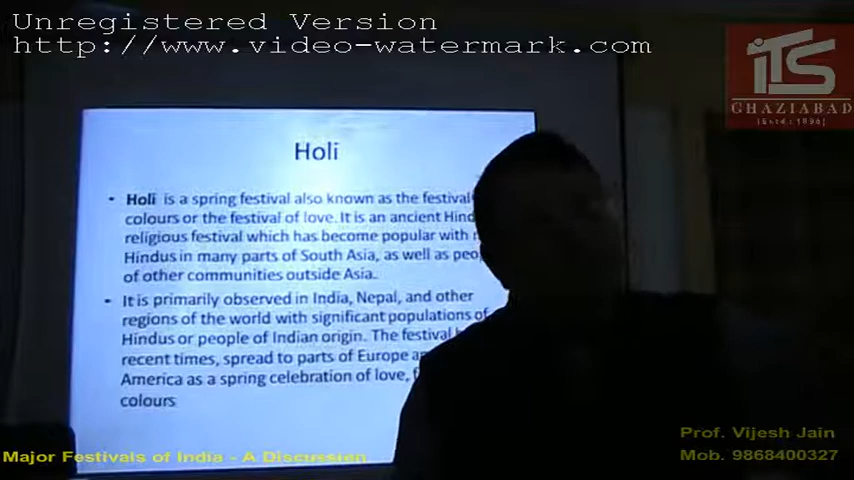 Unregistered Version
http://www.video-watermark.com
iTS
GHAZIABAD
Holi
• Holi is a spring festival also known as the festival
colours or the festival of love. It is an ancient
religious festival which has become popular with
Hindus in many parts of South Asia, as well as
of other communities outside Asia.
• It is primarily observed in India, Nepal, and other
regions of the world with significant populations of
Hindus or people of Indian origin. The festival
recent times, spread to parts of Europe
America as a spring celebration of love,
colours
Major Festivals of India - A Discussion
Prof. Vijesh Jain
Mob. 9868400327